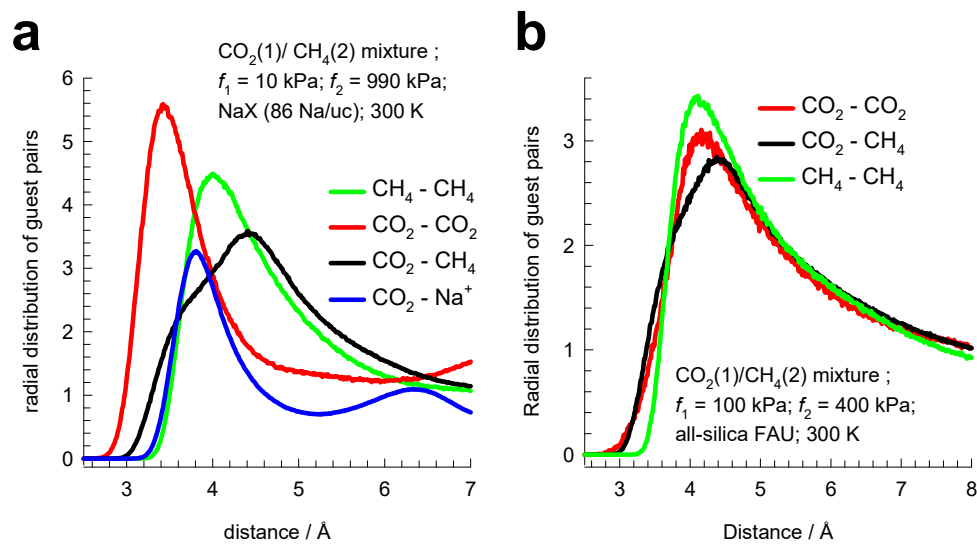 a
CO₂(1)/ CH₄(2) mixture ;
f₁ = 10 kPa; f₂ = 990 kPa;
NaX (86 Na/uc); 300 K
radial distribution of guest pairs
6
5
4
3
2
1
0
CH₄ - CH₄
CO₂ - CO₂
CO₂ - CH₄
CO₂ - Na⁺
3 4 5 6 7
distance / Å
b
Radial distribution of guest pairs
3
2
1
0
CO₂ - CO₂
CO₂ - CH₄
CH₄ - CH₄
CO₂(1)/CH₄(2) mixture ;
f₁ = 100 kPa; f₂ = 400 kPa;
all-silica FAU; 300 K
3 4 5 6 7 8
Distance / Å